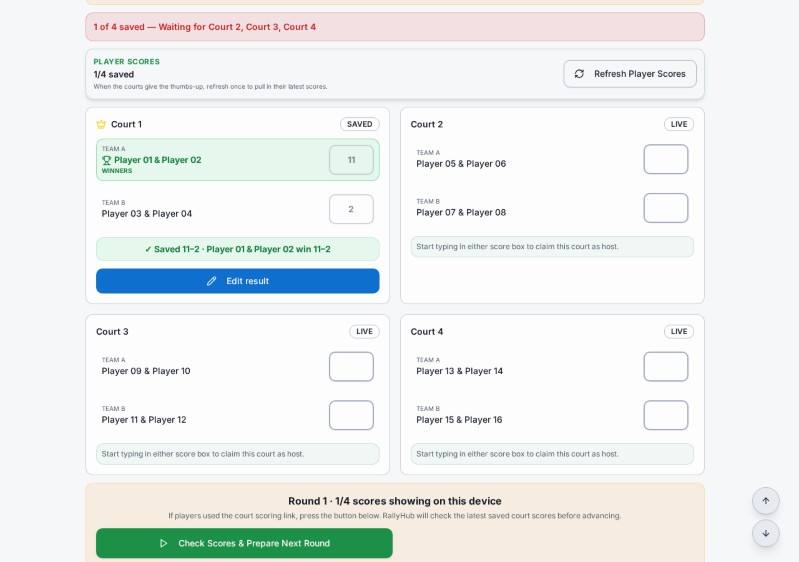 1 of 4 saved — Waiting for Court 2, Court 3, Court 4
PLAYER SCORES
1/4 saved
When the courts give the thumbs-up, refresh once to pull in their latest scores.
Refresh Player Scores
Court 1
SAVED
TEAM A
Player 01 & Player 02
WINNERS
11
TEAM B
Player 03 & Player 04
2
✓ Saved 11–2 · Player 01 & Player 02 win 11–2
Edit result
Court 2
LIVE
TEAM A
Player 05 & Player 06
TEAM B
Player 07 & Player 08
Start typing in either score box to claim this court as host.
Court 3
LIVE
TEAM A
Player 09 & Player 10
TEAM B
Player 11 & Player 12
Start typing in either score box to claim this court as host.
Court 4
LIVE
TEAM A
Player 13 & Player 14
TEAM B
Player 15 & Player 16
Start typing in either score box to claim this court as host.
Round 1 · 1/4 scores showing on this device
If players used the court scoring link, press the button below. RallyHub will check the latest saved court scores before advancing.
Check Scores & Prepare Next Round